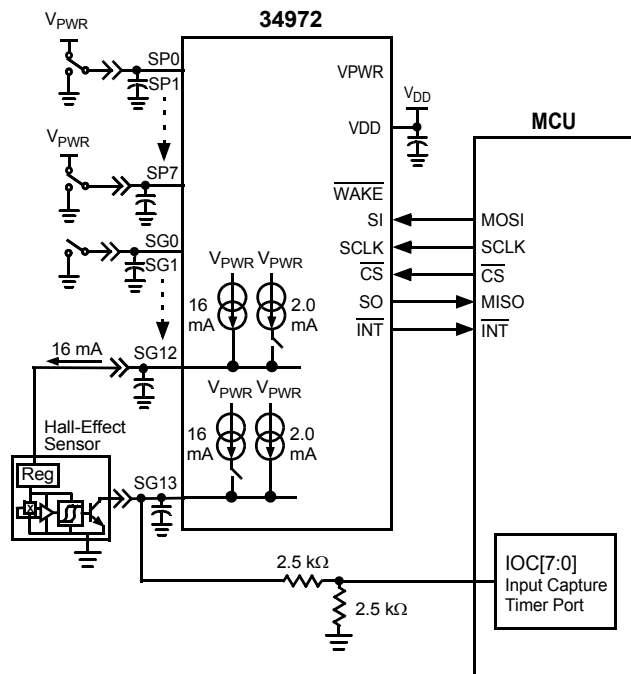 34972
VPWR
SP0
SP1
VPWR
VDD
VDD
MCU
VPWR
SP7
WAKE
SI
MOSI
SG0
SCLK
SCLK
SG1
VPWR
VPWR
CS
CS
16
mA
2.0
mA
SO
MISO
INT
INT
16 mA
SG12
VPWR
VPWR
16
mA
2.0
mA
Hall-Effect
Sensor
Reg
X
SG13
2.5 kΩ
2.5 kΩ
IOC[7:0]
Input Capture
Timer Port